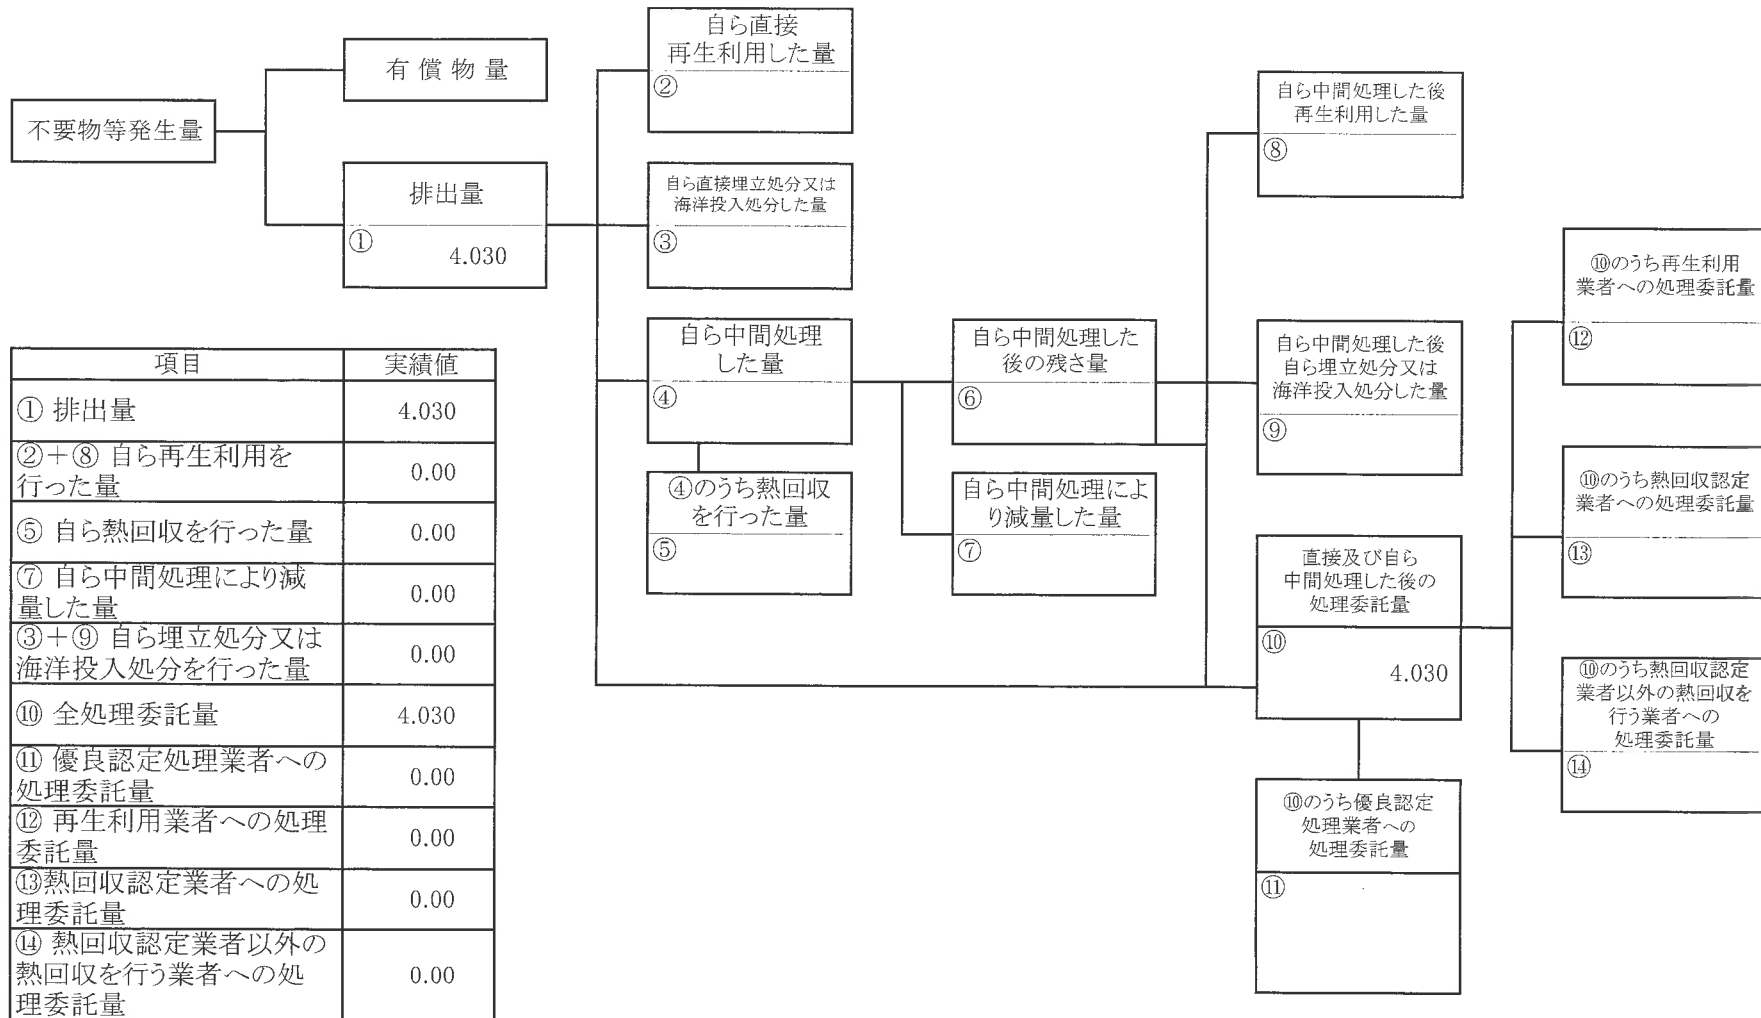 不要物等発生量
有償物量
排出量
①
4.030
自ら直接
再生利用した量
②
自ら直接埋立処分又は
海洋投入処分した量
③
自ら中間処理
した量
④
④のうち熱回収
を行った量
⑤
自ら中間処理した
後の残さ量
⑥
自ら中間処理によ
り減量した量
⑦
自ら中間処理した後
再生利用した量
⑧
自ら中間処理した後
自ら埋立処分又は
海洋投入処分した量
⑨
直接及び自ら
中間処理した後の
処理委託量
⑩
4.030
⑩のうち優良認定
処理業者への
処理委託量
⑪
⑩のうち再生利用
業者への処理委託量
⑫
⑩のうち熱回収認定
業者への処理委託量
⑬
⑩のうち熱回収認定
業者以外の熱回収を
行う業者への
処理委託量
⑭
項目 実績値
① 排出量 4.030
②+⑧ 自ら再生利用を
行った量 0.00
⑤ 自ら熱回収を行った量 0.00
⑦ 自ら中間処理により減
量した量 0.00
③+⑨ 自ら埋立処分又は
海洋投入処分を行った量 0.00
⑩ 全処理委託量 4.030
⑪ 優良認定処理業者への
処理委託量 0.00
⑫ 再生利用業者への処理
委託量 0.00
⑬熱回収認定業者への処
理委託量 0.00
⑭ 熱回収認定業者以外の
熱回収を行う業者への処
理委託量 0.00